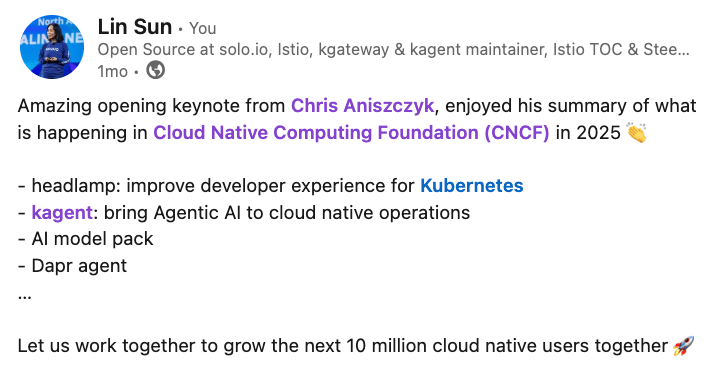 North A
ALIN NE
Lin Sun • You
Open Source at solo.io, Istio, kgateway & kagent maintainer, Istio TOC & Stee...
1mo •
Amazing opening keynote from Chris Aniszczyk, enjoyed his summary of what
is happening in Cloud Native Computing Foundation (CNCF) in 2025 👏
- headlamp: improve developer experience for Kubernetes
- kagent: bring Agentic AI to cloud native operations
- AI model pack
- Dapr agent
...
Let us work together to grow the next 10 million cloud native users together 🚀